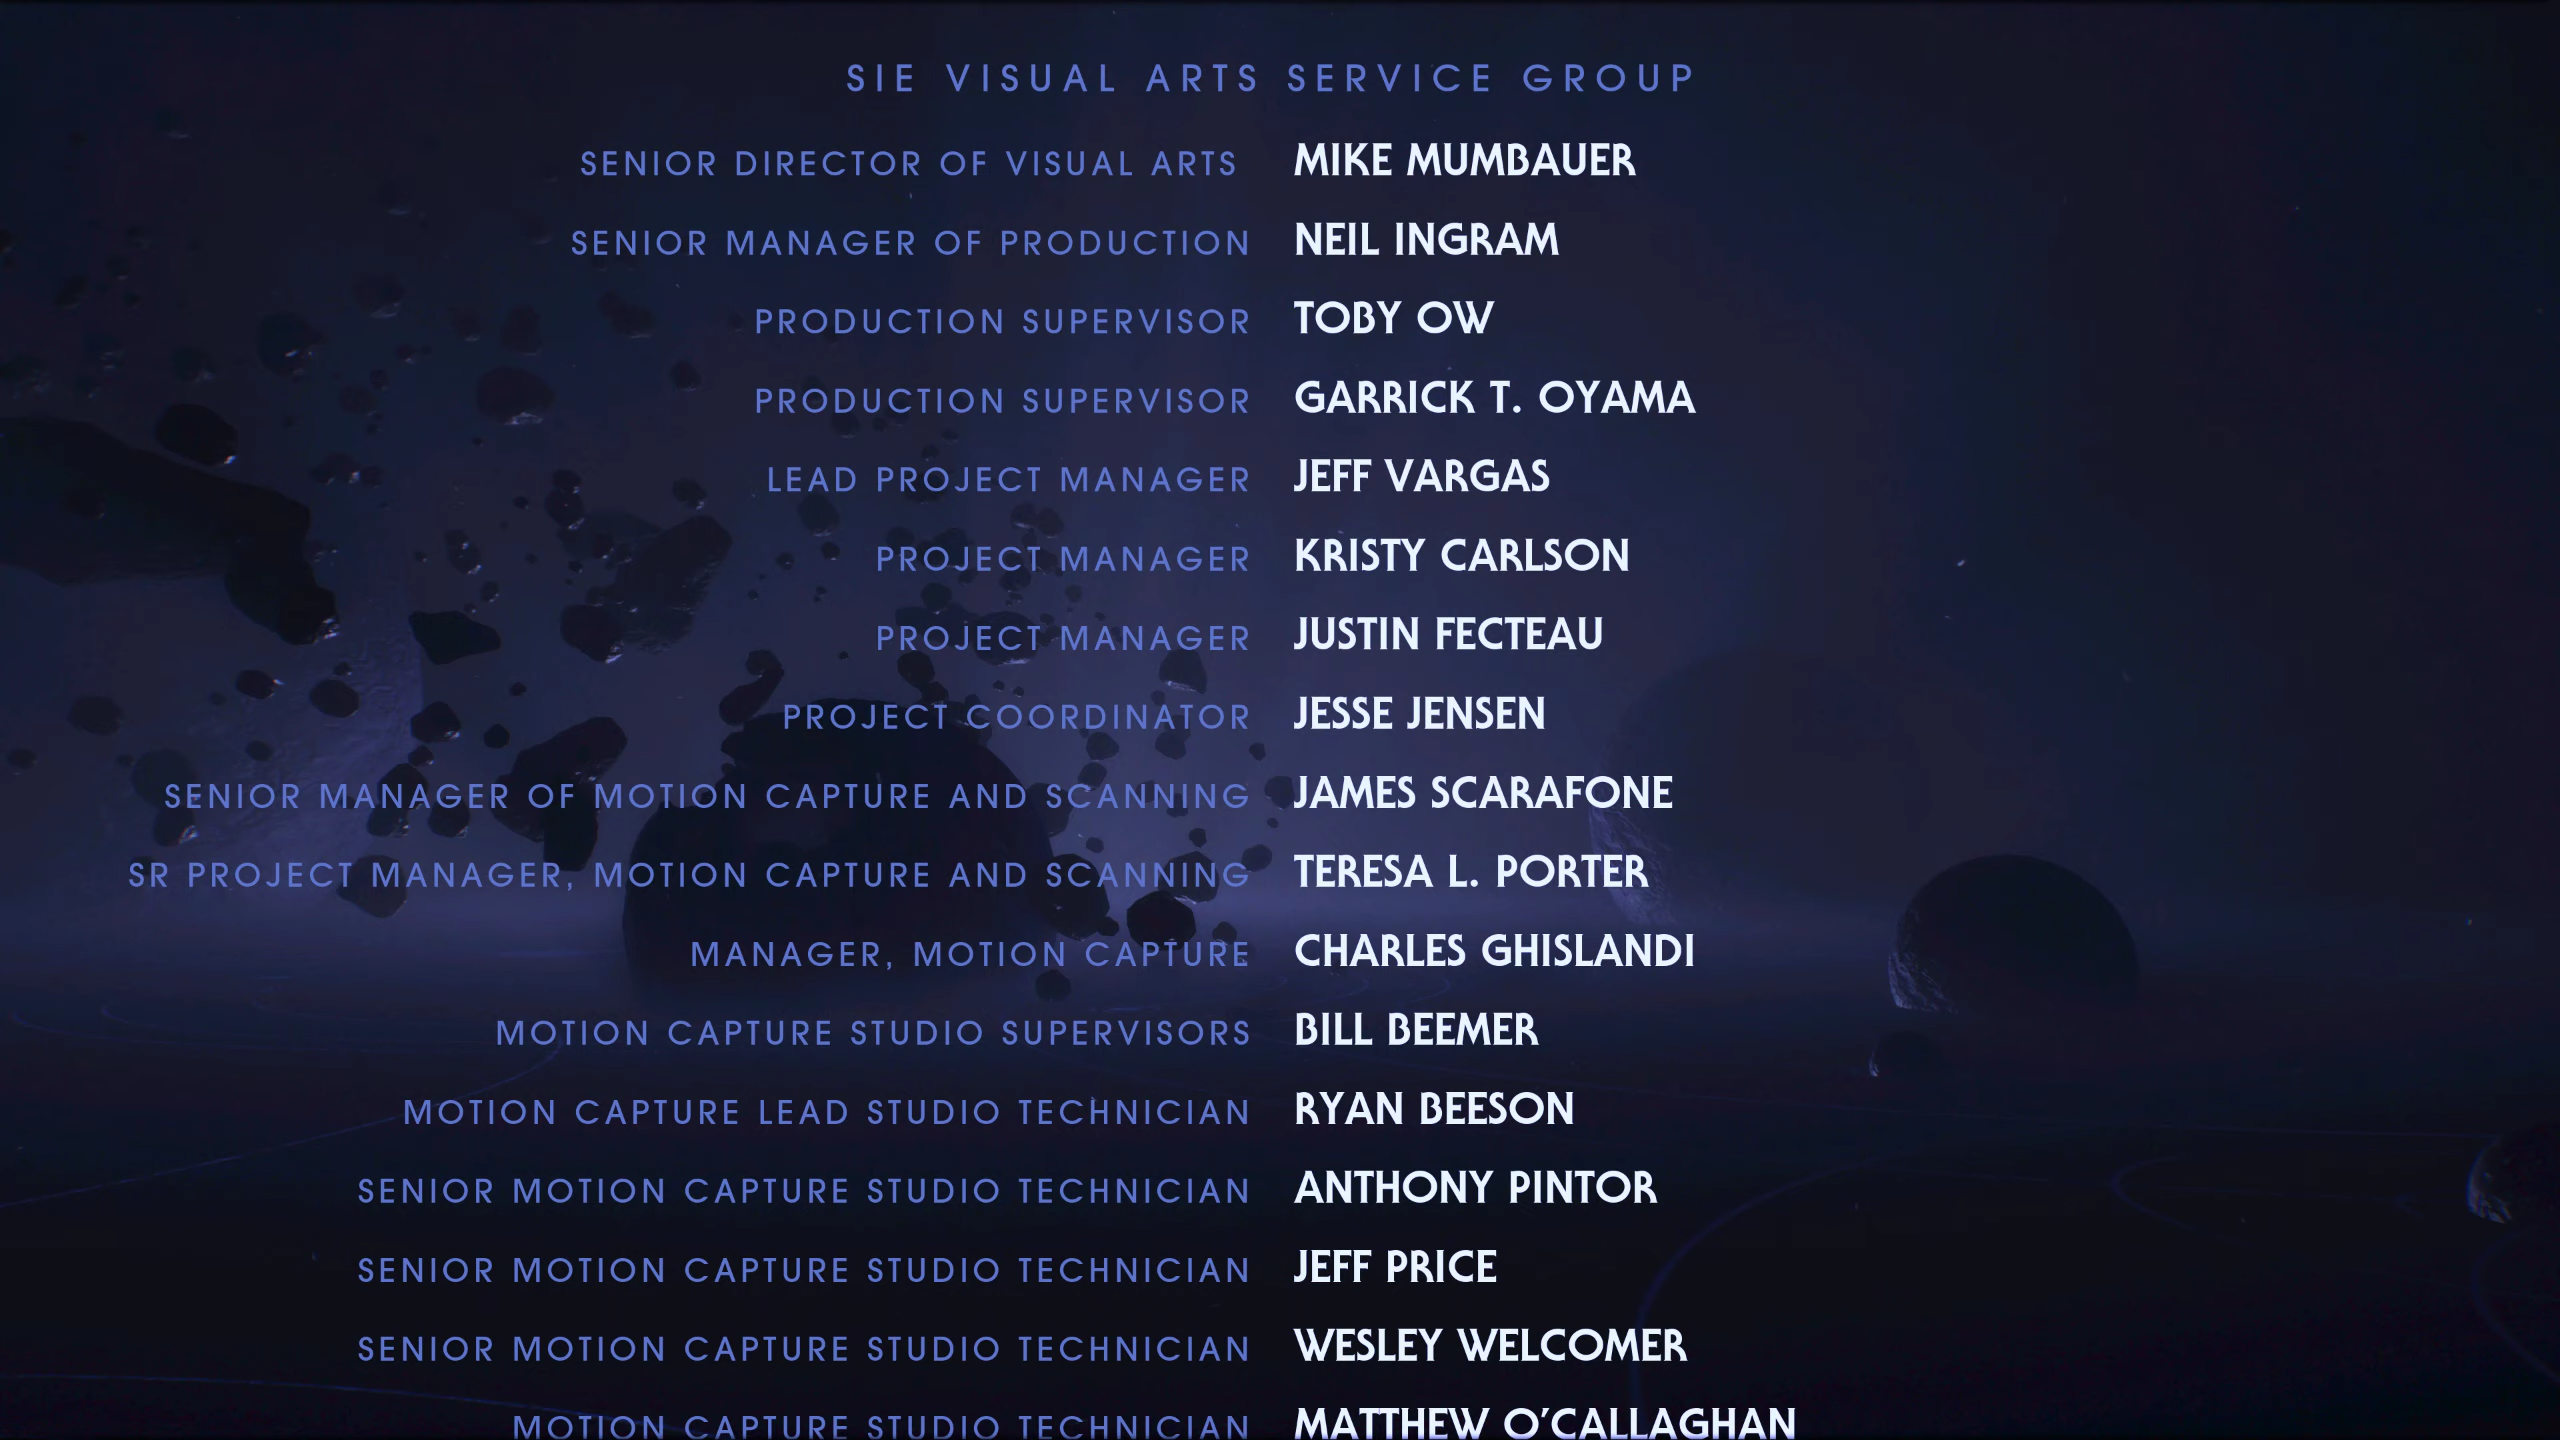 SIE VISUAL ARTS SERVICE GROUP
SENIOR DIRECTOR OF VISUAL ARTS MIKE MUMBAUER
SENIOR MANAGER OF PRODUCTION NEIL INGRAM
PRODUCTION SUPERVISOR TOBY OW
PRODUCTION SUPERVISOR GARRICK T. OYAMA
LEAD PROJECT MANAGER JEFF VARGAS
PROJECT MANAGER KRISTY CARLSON
PROJECT MANAGER JUSTIN FECTEAU
PROJECT COORDINATOR JESSE JENSEN
SENIOR MANAGER OF MOTION CAPTURE AND SCANNING JAMES SCARAFONE
SR PROJECT MANAGER, MOTION CAPTURE AND SCANNING TERESA L. PORTER
MANAGER, MOTION CAPTURE CHARLES GHISLANDI
MOTION CAPTURE STUDIO SUPERVISORS BILL BEEMER
MOTION CAPTURE LEAD STUDIO TECHNICIAN RYAN BEESON
SENIOR MOTION CAPTURE STUDIO TECHNICIAN ANTHONY PINTOR
SENIOR MOTION CAPTURE STUDIO TECHNICIAN JEFF PRICE
SENIOR MOTION CAPTURE STUDIO TECHNICIAN WESLEY WELCOMER
MOTION CAPTURE STUDIO TECHNICIAN MATTHEW O'CALLAGHAN